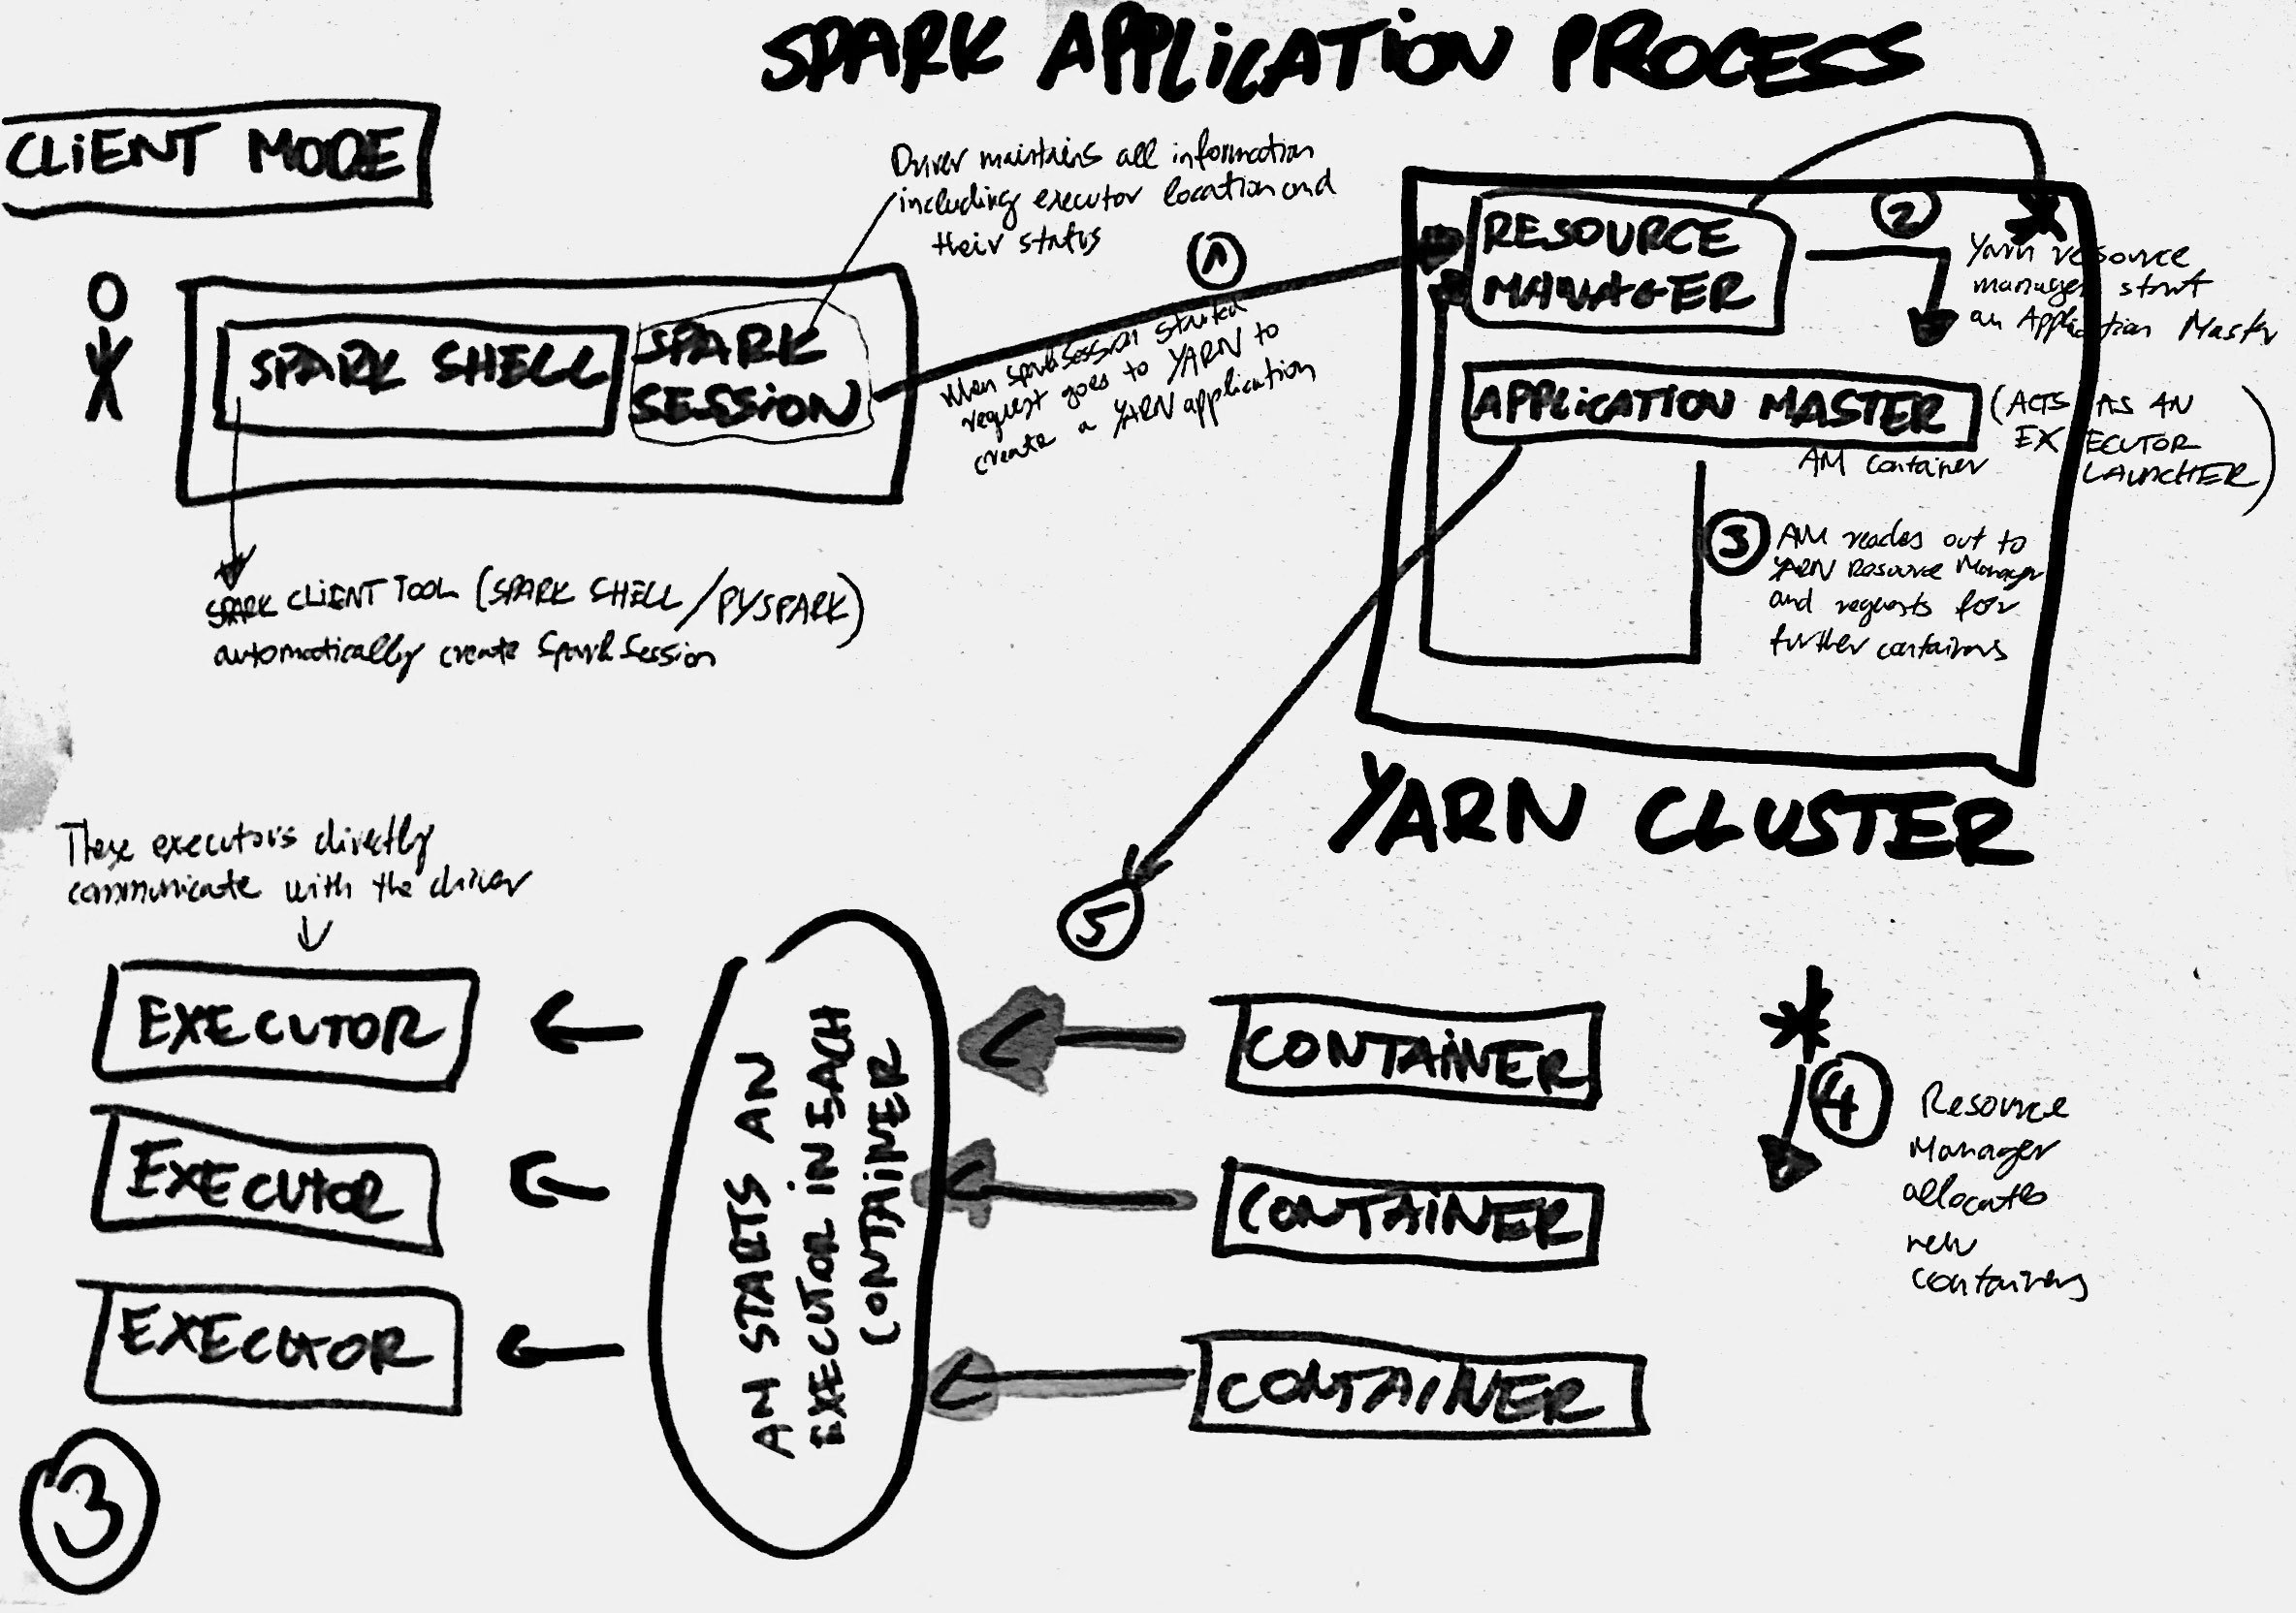 SPARK APPLICATION PROCESS
CLIENT MODE
Driver maintains all information
including executor location and
their status
SPARK SHELL
SPARK
SESSION
1
When SparkSession started
request goes to YARN to
create a YARN application
RESOURCE
MANAGER
2
Yarn resource
manager start
an Application Master
APPLICATION MASTER
(ACTS AS AN
EXECUTOR
LAUNCHER)
AM container
3
AM reaches out to
YARN Resource Manager
and requests for
further containers
SPARK CLIENT TOOL (SPARK SHELL/PYSPARK)
automatically create Spark Session
YARN CLUSTER
These executors directly
communicate with the driver
5
EXECUTOR
EXECUTOR
EXECUTOR
AM STARTS AN
EXECUTOR IN EACH
CONTAINER
CONTAINER
CONTAINER
CONTAINER
*
4
Resource
Manager
allocates
new
containers
3